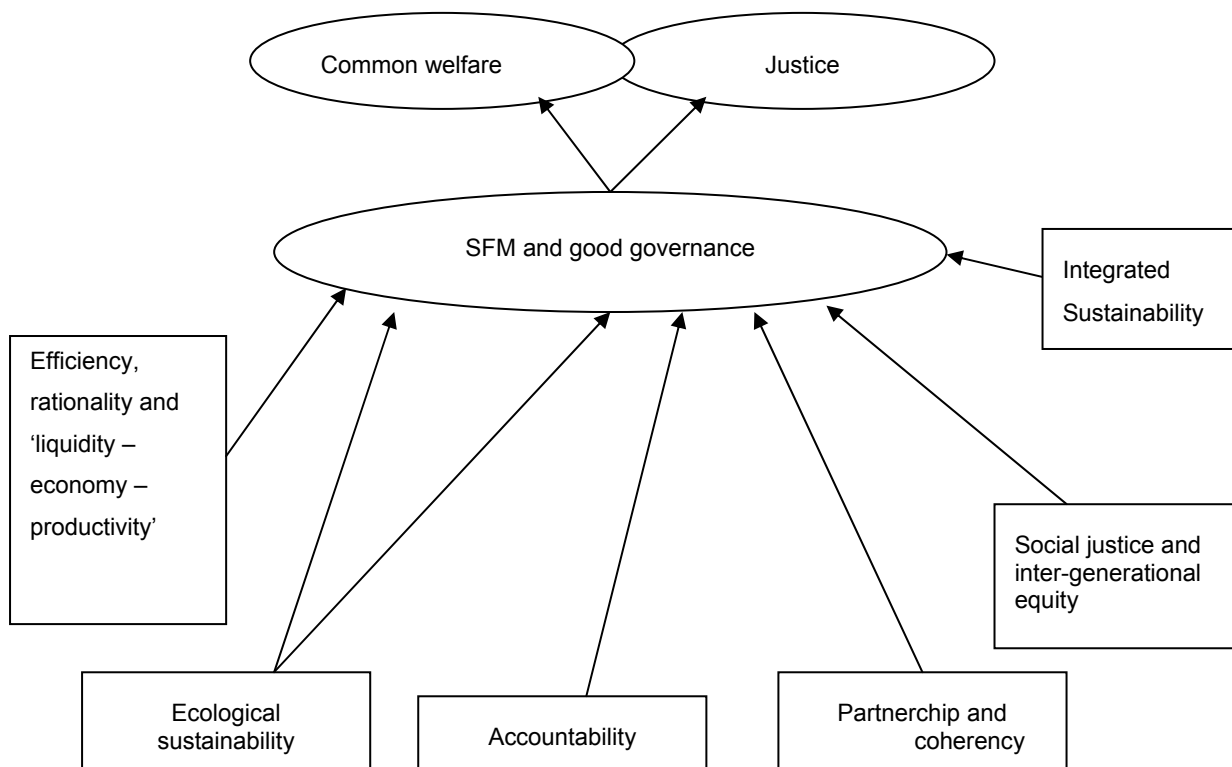 Common welfare
Justice
SFM and good governance
Integrated
Sustainability
Efficiency,
rationality and
‘liquidity –
economy –
productivity’
Social justice and
inter-generational
equity
Ecological
sustainability
Accountability
Partnerchip and
coherency